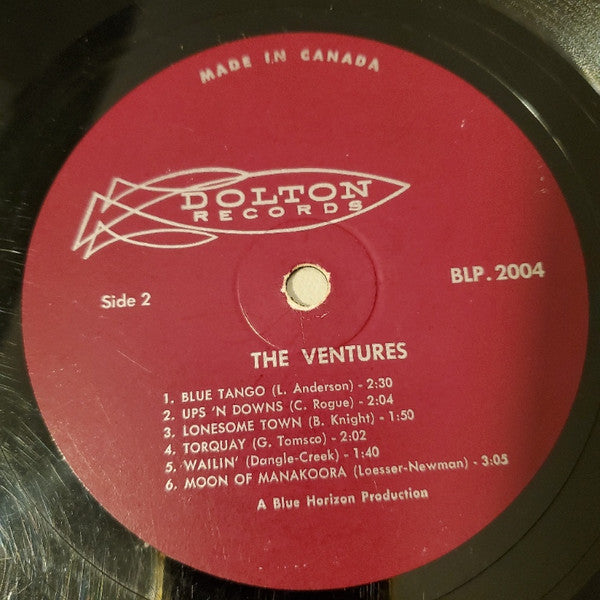 MADE IN CANADA
DOLTON
RECORDS
Side 2
BLP. 2004
THE VENTURES
1. BLUE TANGO (L. Anderson) - 2:30
2. UPS 'N DOWNS (C. Rogue) - 2:04
3. LONESOME TOWN (B. Knight) - 1:50
4. TORQUAY (G. Tomsco) - 2:02
5. WAILIN' (Dangle-Creek) - 1:40
6. MOON OF MANAKOORA (Loesser-Newman) - 3:05
A Blue Horizon Production